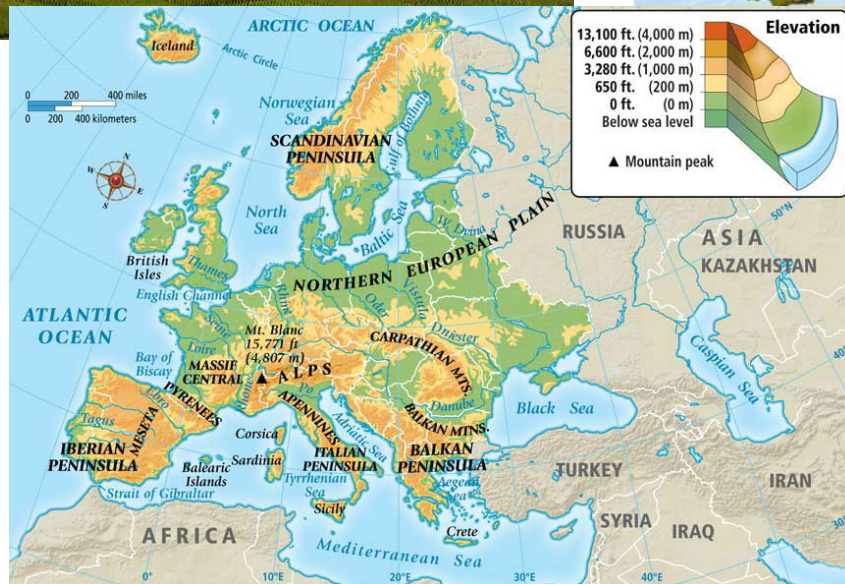 ARCTIC OCEAN
Iceland
Arctic Circle
0 200 400 miles
0 200 400 kilometers
N
W
E
S
Norwegian
Sea
SCANDINAVIAN
PENINSULA
Gulf of Bothnia
North
Sea
Baltic Sea
W. Dvina
RUSSIA
ASIA
KAZAKHSTAN
50°N
British
Isles
Thames
English Channel
NORTHERN EUROPEAN PLAIN
Rhine
Oder
Vistula
Dniester
ATLANTIC
OCEAN
Seine
Loire
Mt. Blanc
15,771 ft
(4,807 m)
Bay of
Biscay
MASSIF
CENTRAL
ALPS
CARPATHIAN MTS.
Rhone
Po
Danube
Caspian Sea
40°
Black Sea
PYRENEES
Ebro
Tagus
MESETA
IBERIAN
PENINSULA
APENNINES
Adriatic Sea
ITALIAN
PENINSULA
BALKAN MTNS.
BALKAN
PENINSULA
Corsica
Sardinia
Balearic
Islands
Tyrrhenian
Sea
Aegean
Sea
Strait of Gibraltar
Sicily
Crete
TURKEY
IRAN
SYRIA
IRAQ
AFRICA
Mediterranean Sea
0°
10°E
20°E
30°E
40°E
Elevation
13,100 ft. (4,000 m)
6,600 ft. (2,000 m)
3,280 ft. (1,000 m)
650 ft. (200 m)
0 ft. (0 m)
Below sea level
▲ Mountain peak